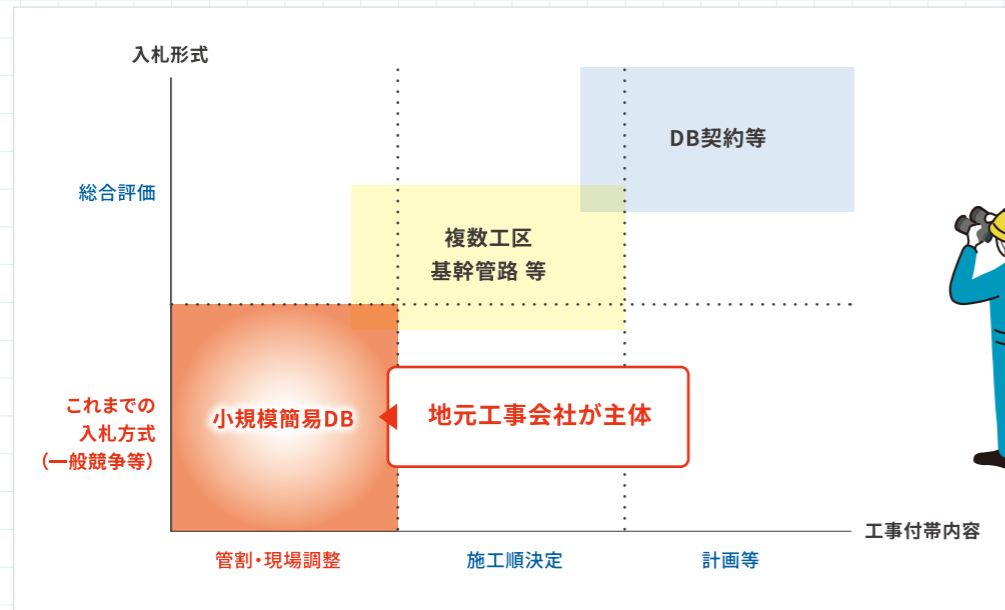 入札形式
DB契約等
総合評価
複数工区
基幹管路 等
これまでの
入札方式
(一般競争等)
小規模簡易DB
地元工事会社が主体
工事付帯内容
管割・現場調整
施工順決定
計画等